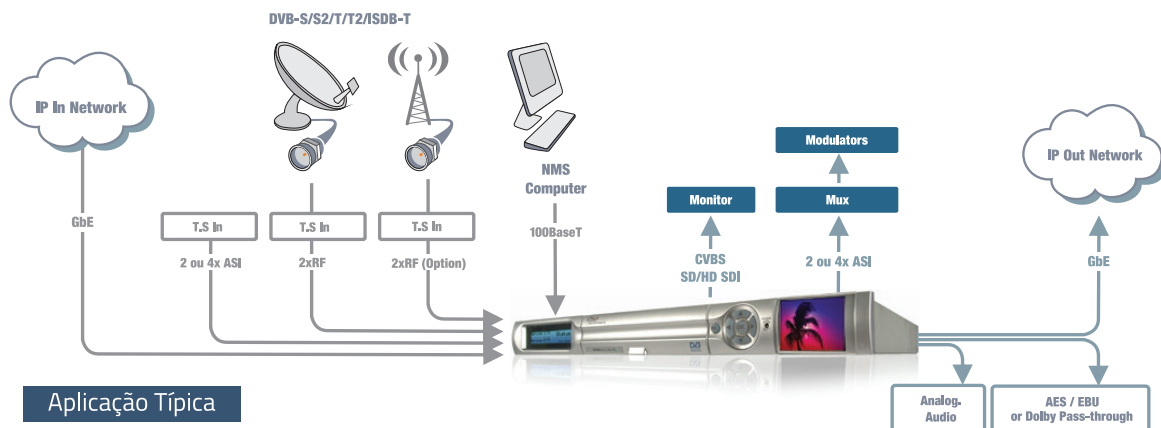 DVB-S/S2/T/T2/ISDB-T
IP In Network
GbE
T.S In
2 ou 4x ASI
T.S In
2xRF
T.S In
2xRF (Option)
NMS
Computer
100BaseT
Monitor
CVBS
SD/HD SDI
Modulators
Mux
2 ou 4x ASI
IP Out Network
GbE
Analog.
Audio
AES / EBU
or Dolby Pass-through
Aplicação Típica